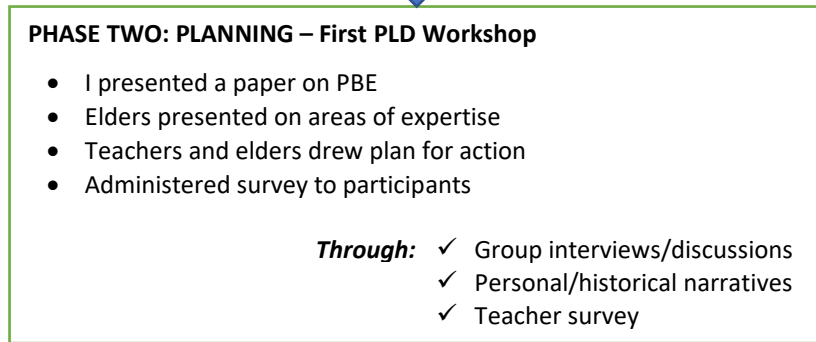 PHASE TWO: PLANNING – First PLD Workshop
• I presented a paper on PBE
• Elders presented on areas of expertise
• Teachers and elders drew plan for action
• Administered survey to participants
Through: ✓ Group interviews/discussions
✓ Personal/historical narratives
✓ Teacher survey